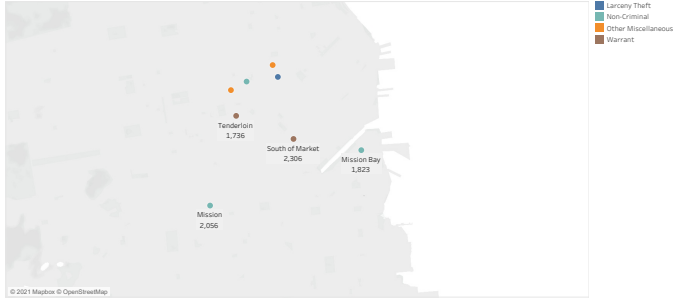 Larceny Theft
Non-Criminal
Other Miscellaneous
Warrant
Tenderloin
1,736
South of Market
2,306
Mission Bay
1,823
Mission
2,056
© 2021 Mapbox © OpenStreetMap